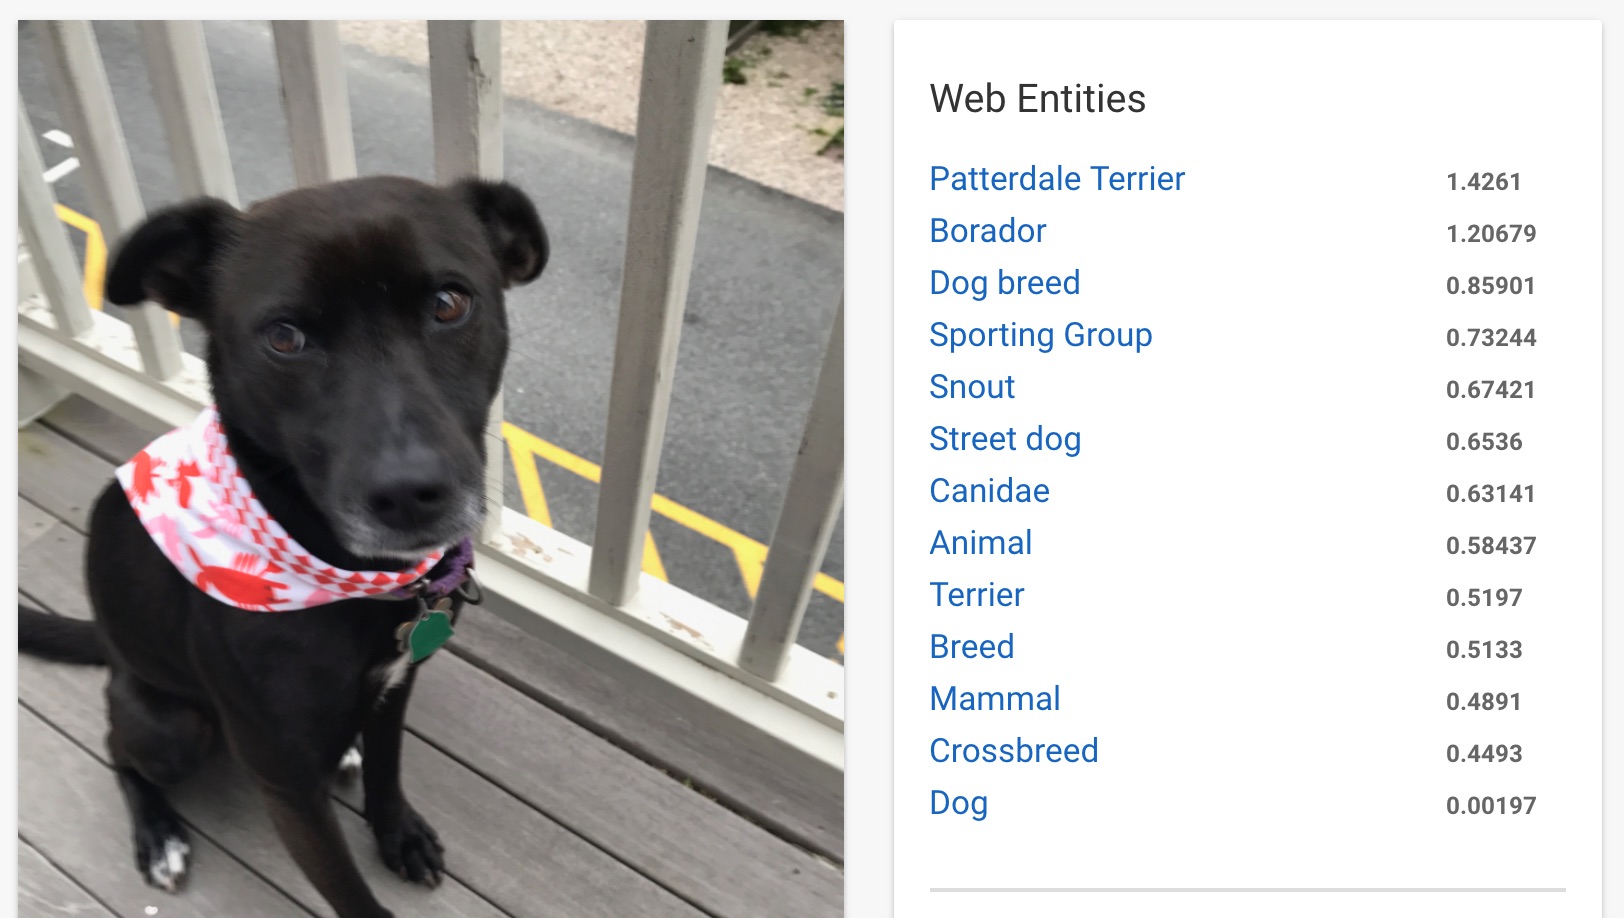 Web Entities
Patterdale Terrier 1.4261
Borador 1.20679
Dog breed 0.85901
Sporting Group 0.73244
Snout 0.67421
Street dog 0.6536
Canidae 0.63141
Animal 0.58437
Terrier 0.5197
Breed 0.5133
Mammal 0.4891
Crossbreed 0.4493
Dog 0.00197